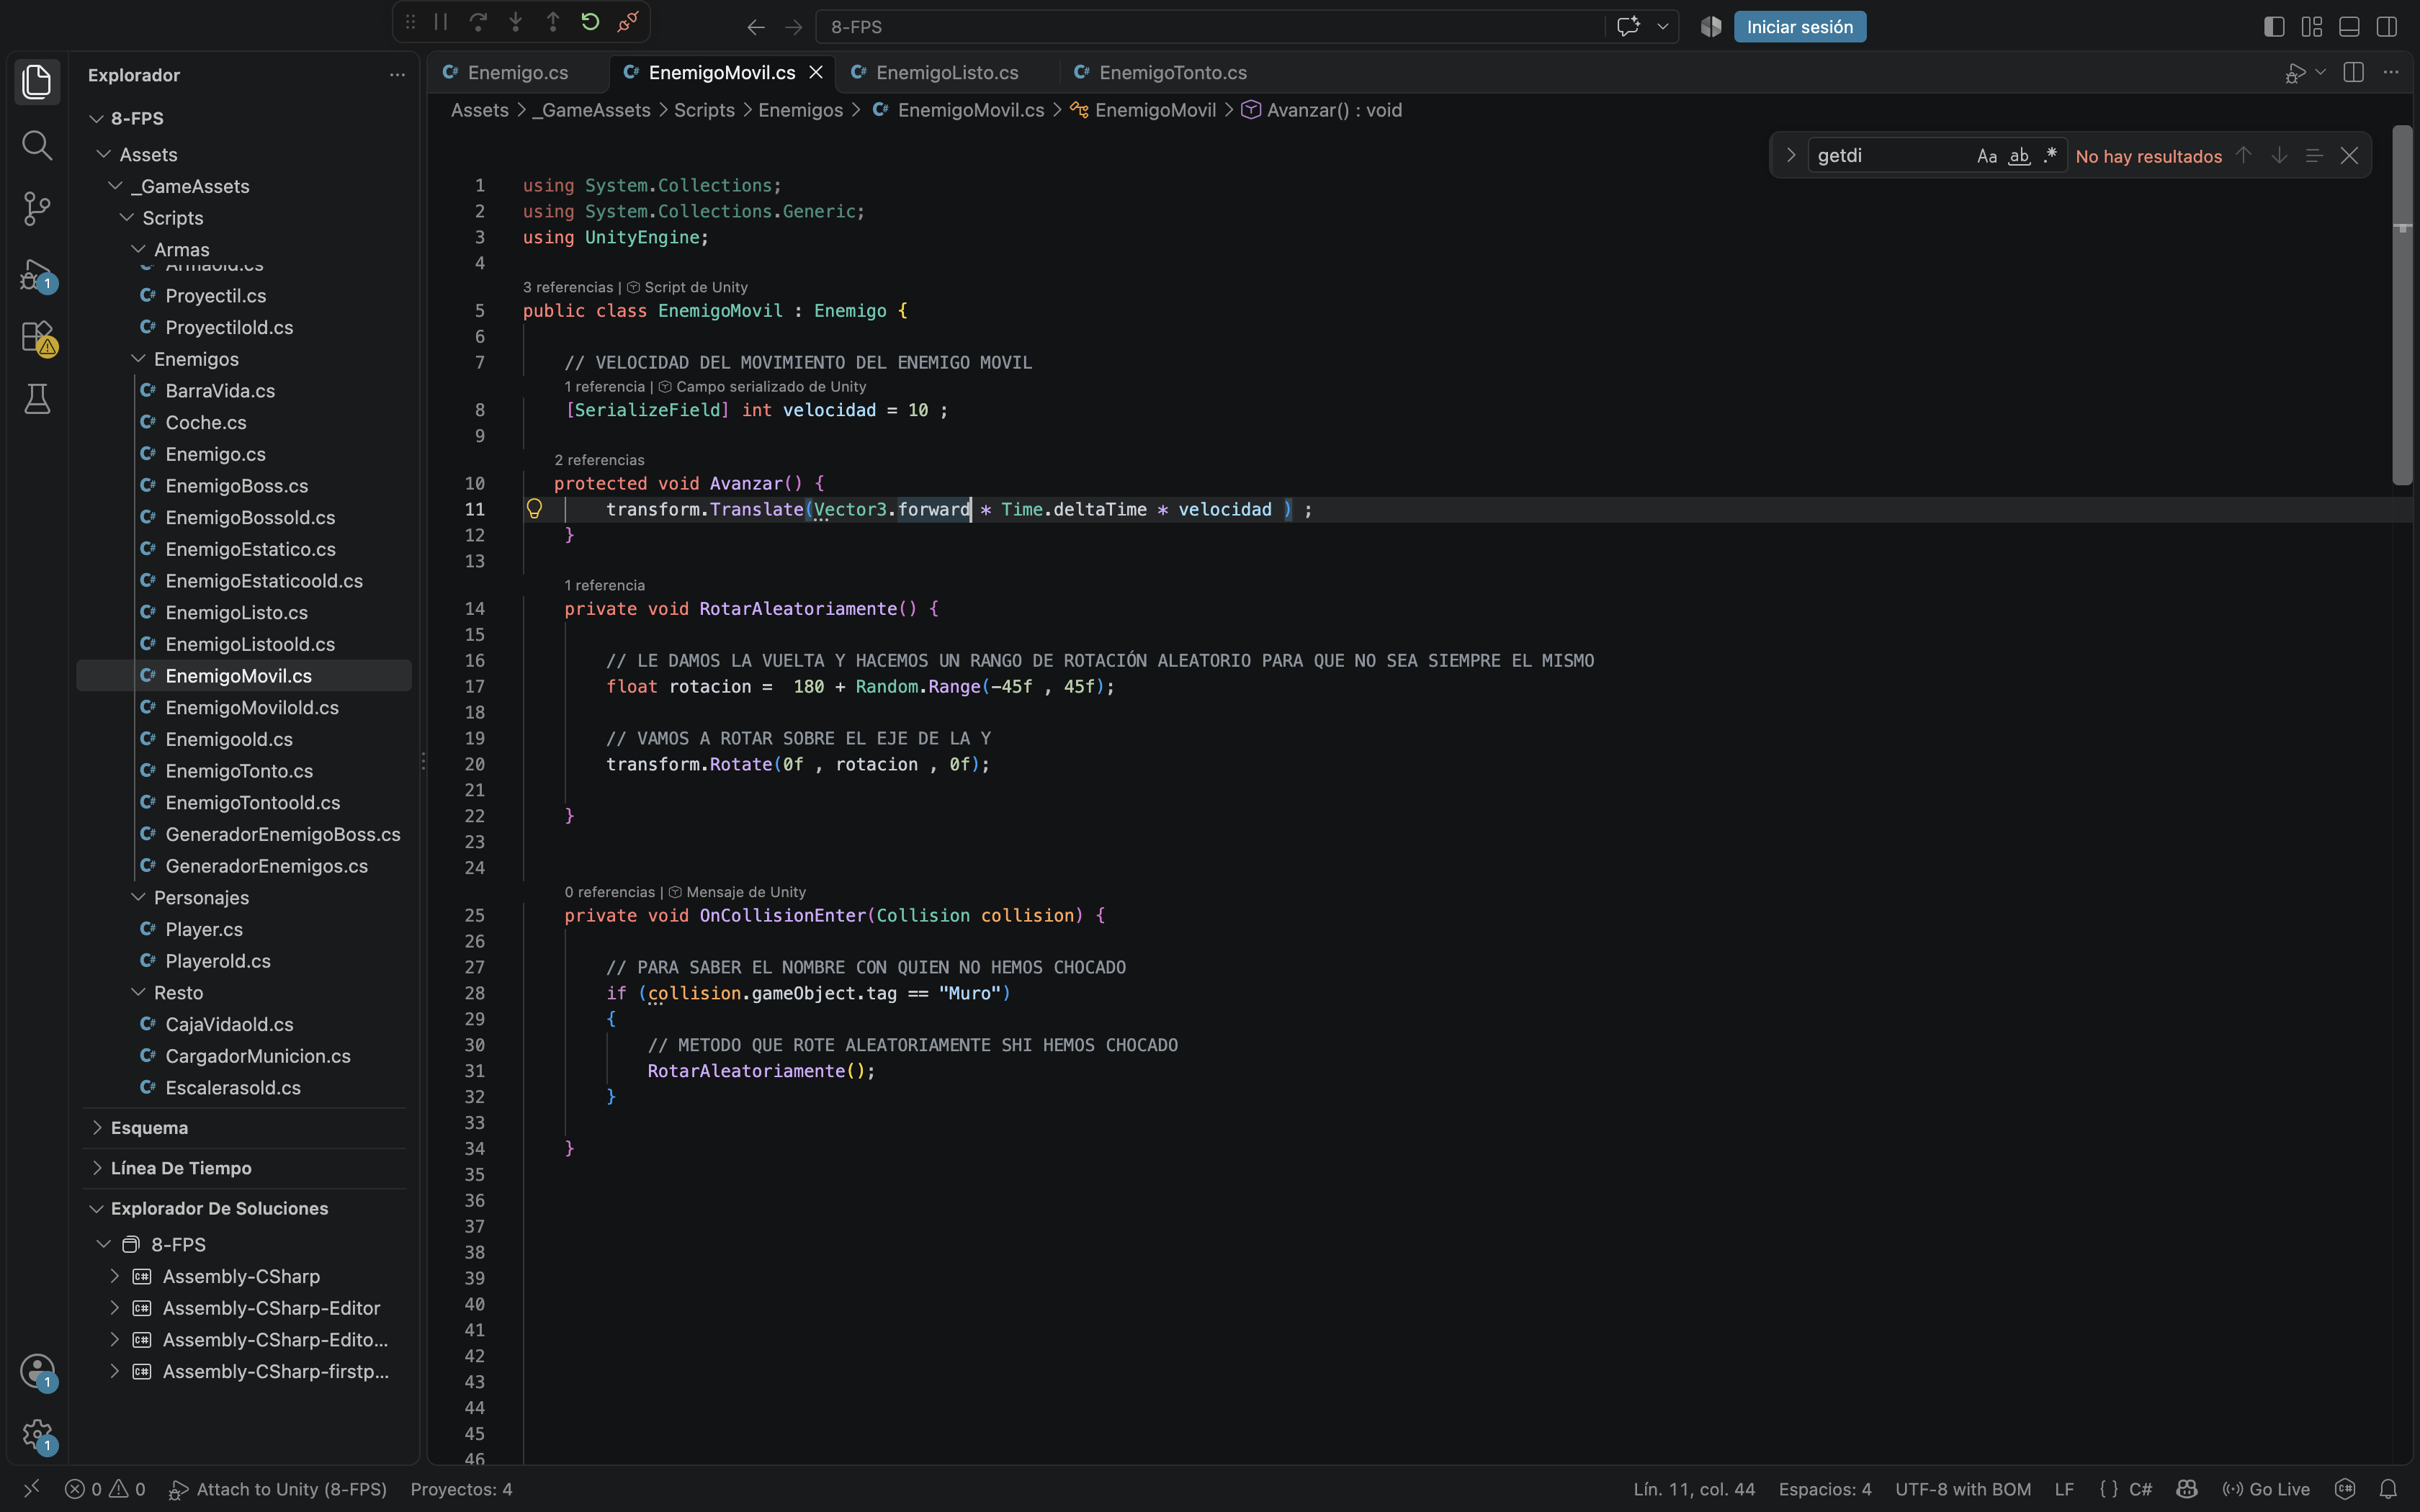 8-FPS
Iniciar sesión
Explorador
8-FPS
Assets
_GameAssets
Scripts
Armas
Armaold.cs
Proyectil.cs
Proyectilold.cs
Enemigos
BarraVida.cs
Coche.cs
Enemigo.cs
EnemigoBoss.cs
EnemigoBossold.cs
EnemigoEstatico.cs
EnemigoEstaticoold.cs
EnemigoListo.cs
EnemigoListoold.cs
EnemigoMovil.cs
EnemigoMovilold.cs
Enemigoold.cs
EnemigoTonto.cs
EnemigoTontoold.cs
GeneradorEnemigoBoss.cs
GeneradorEnemigos.cs
Personajes
Player.cs
Playerold.cs
Resto
CajaVidaold.cs
CargadorMunicion.cs
Escalerasold.cs
Esquema
Línea De Tiempo
Explorador De Soluciones
8-FPS
Assembly-CSharp
Assembly-CSharp-Editor
Assembly-CSharp-Edito...
Assembly-CSharp-firstp...
1
1
1
Enemigo.cs EnemigoMovil.cs EnemigoListo.cs EnemigoTonto.cs
Assets > _GameAssets > Scripts > Enemigos > EnemigoMovil.cs > EnemigoMovil > Avanzar() : void
getdi Aa ab .* No hay resultados
1 using System.Collections;
2 using System.Collections.Generic;
3 using UnityEngine;
4
3 referencias | Script de Unity
5 public class EnemigoMovil : Enemigo {
6
7 // VELOCIDAD DEL MOVIMIENTO DEL ENEMIGO MOVIL
1 referencia | Campo serializado de Unity
8 [SerializeField] int velocidad = 10 ;
9
2 referencias
10 protected void Avanzar() {
11 transform.Translate(Vector3.forward * Time.deltaTime * velocidad ) ;
12 }
13
1 referencia
14 private void RotarAleatoriamente() {
15
16 // LE DAMOS LA VUELTA Y HACEMOS UN RANGO DE ROTACIÓN ALEATORIO PARA QUE NO SEA SIEMPRE EL MISMO
17 float rotacion =  180 + Random.Range(-45f , 45f);
18
19 // VAMOS A ROTAR SOBRE EL EJE DE LA Y
20 transform.Rotate(0f , rotacion , 0f);
21
22 }
23
24
0 referencias | Mensaje de Unity
25 private void OnCollisionEnter(Collision collision) {
26
27 // PARA SABER EL NOMBRE CON QUIEN NO HEMOS CHOCADO
28 if (collision.gameObject.tag == "Muro")
29 {
30 // METODO QUE ROTE ALEATORIAMENTE SHI HEMOS CHOCADO
31 RotarAleatoriamente();
32 }
33
34 }
35
36
37
38
39
40
41
42
43
44
45
46
0 0 Attach to Unity (8-FPS) Proyectos: 4 Lín. 11, col. 44 Espacios: 4 UTF-8 with BOM LF { } C# Go Live